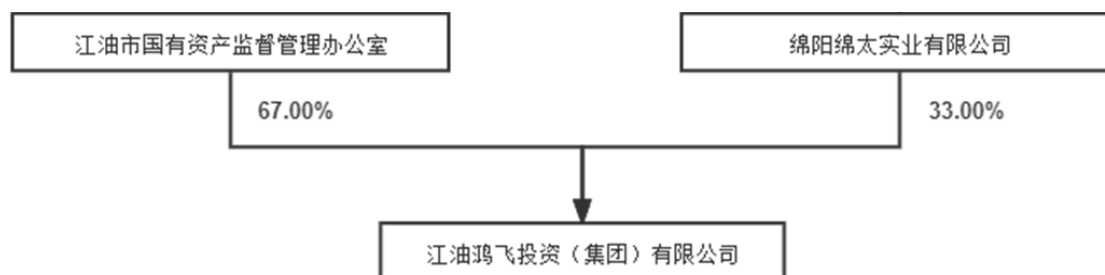 江油市国有资产监督管理办公室
绵阳绵太实业有限公司
67.00%
33.00%
江油鸿飞投资（集团）有限公司